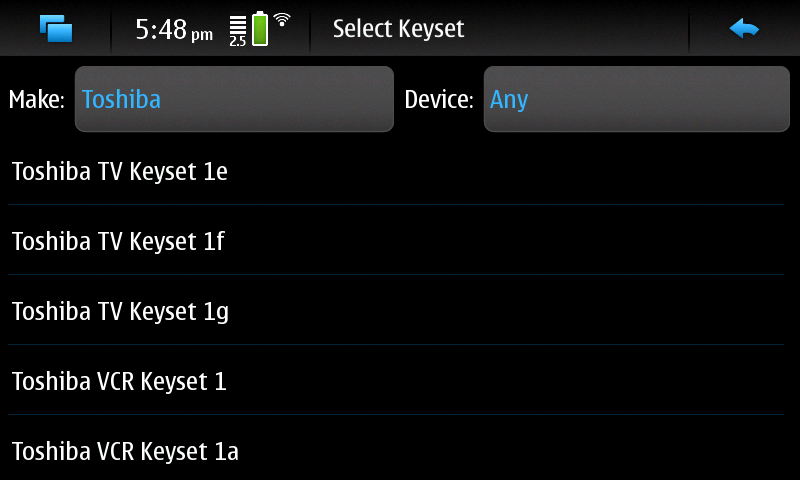 5:48 pm 2.5 Select Keyset
Make: Toshiba Device: Any
Toshiba TV Keyset 1e
Toshiba TV Keyset 1f
Toshiba TV Keyset 1g
Toshiba VCR Keyset 1
Toshiba VCR Keyset 1a